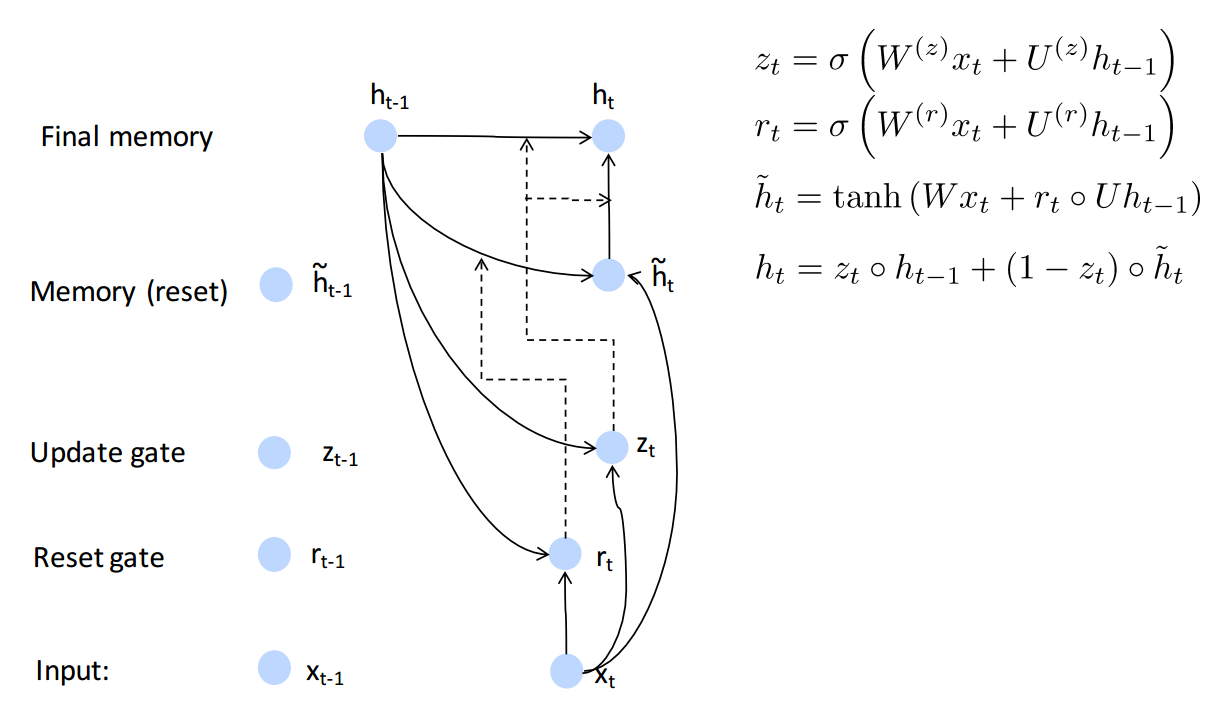 h_{t-1}
h_t
Final memory
Memory (reset)
h̃_{t-1}
h̃_t
Update gate
z_{t-1}
z_t
Reset gate
r_{t-1}
r_t
Input:
x_{t-1}
x_t
z_t = σ(W^{(z)}x_t + U^{(z)}h_{t-1})
r_t = σ(W^{(r)}x_t + U^{(r)}h_{t-1})
h̃_t = tanh(Wx_t + r_t ∘ Uh_{t-1})
h_t = z_t ∘ h_{t-1} + (1 − z_t) ∘ h̃_t